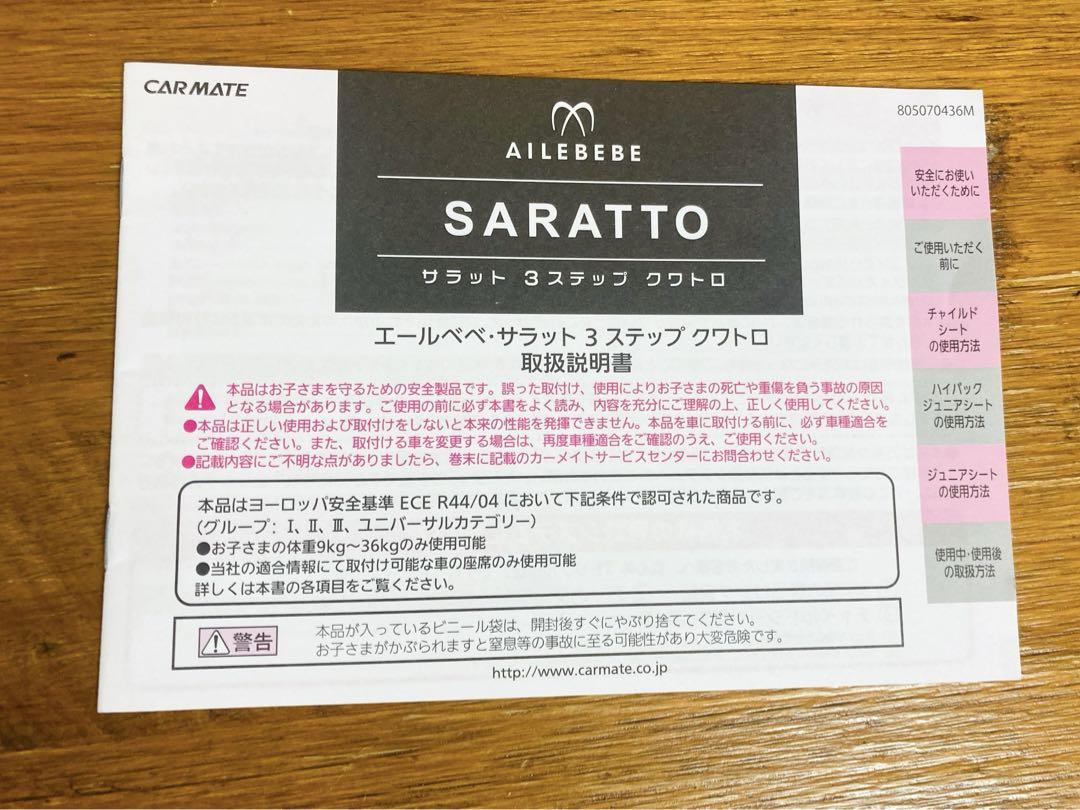 CARMATE
805070436M
AILEBEBE
SARATTO
サラット 3ステップ クワトロ
エールベベ・サラット 3 ステップ クワトロ
取扱説明書
本品はお子さまを守るための安全製品です。誤った取付け、使用によりお子さまの死亡や重傷を負う事故の原因
となる場合があります。ご使用の前に必ず本書をよく読み、内容を充分にご理解の上、正しく使用してください。
●本品は正しい使用および取付けをしないと本来の性能を発揮できません。本品を車に取付ける前に、必ず車種適合を
ご確認ください。また、取付ける車を変更する場合は、再度車種適合をご確認のうえ、ご使用ください。
●記載内容にご不明な点がありましたら、巻末に記載のカーメイトサービスセンターにお問合わせください。
本品はヨーロッパ安全基準 ECE R44/04 において下記条件で認可された商品です。
(グループ: Ⅰ、Ⅱ、Ⅲ、ユニバーサルカテゴリー)
●お子さまの体重9kg～36kgのみ使用可能
●当社の適合情報にて取付け可能な車の座席のみ使用可能
詳しくは本書の各項目をご覧ください。
警告
本品が入っているビニール袋は、開封後すぐにやぶり捨ててください。
お子さまがかぶられますと窒息等の事故に至る可能性があり大変危険です。
http://www.carmate.co.jp
安全にお使い
いただくために
ご使用いただく
前に
チャイルド
シート
の使用方法
ハイバック
ジュニアシート
の使用方法
ジュニアシート
の使用方法
使用中・使用後
の取扱方法